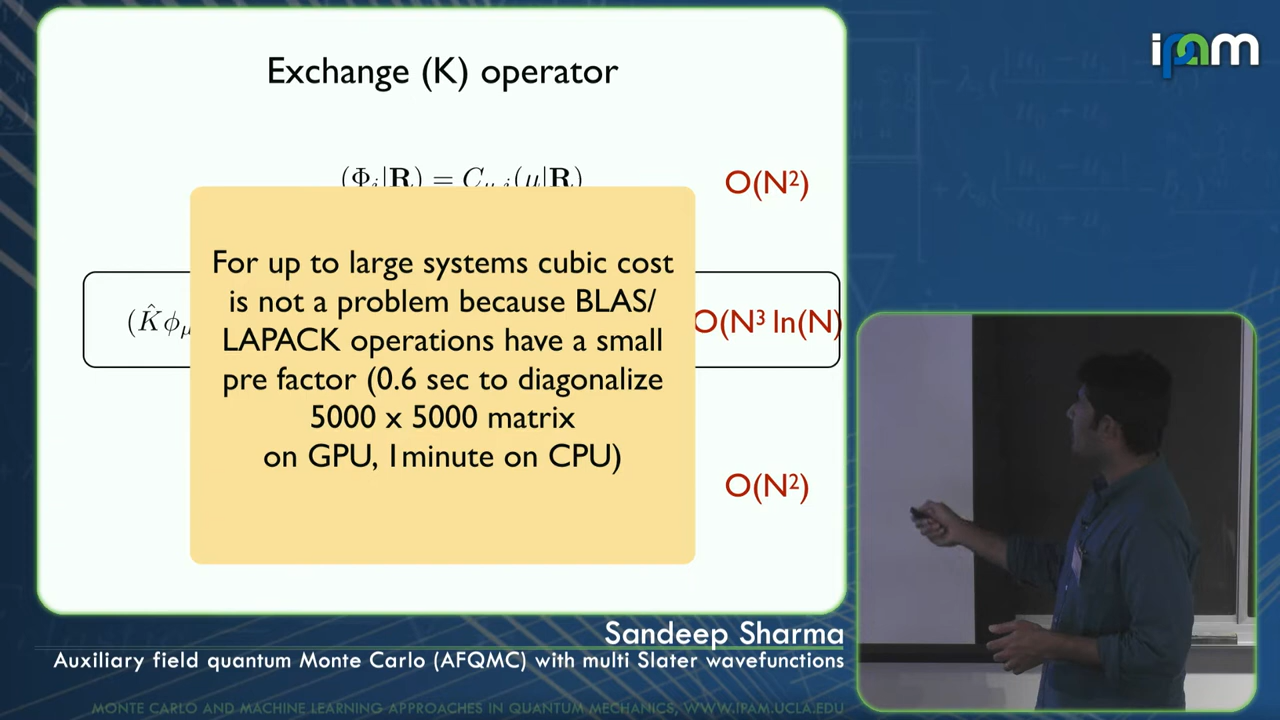 ipam
Exchange (K) operator
(Φᵢ|R) = C_{μ,i}(μ|R)
O(N²)
For up to large systems cubic cost
is not a problem because BLAS/
LAPACK operations have a small
pre factor (0.6 sec to diagonalize
5000 x 5000 matrix
on GPU, 1minute on CPU)
(K̂ϕ_μ
O(N³ ln(N)
O(N²)
Sandeep Sharma
Auxiliary field quantum Monte Carlo (AFQMC) with multi Slater wavefunctions
MONTE CARLO AND MACHINE LEARNING APPROACHES IN QUANTUM MECHANICS, WWW.IPAM.UCLA.EDU